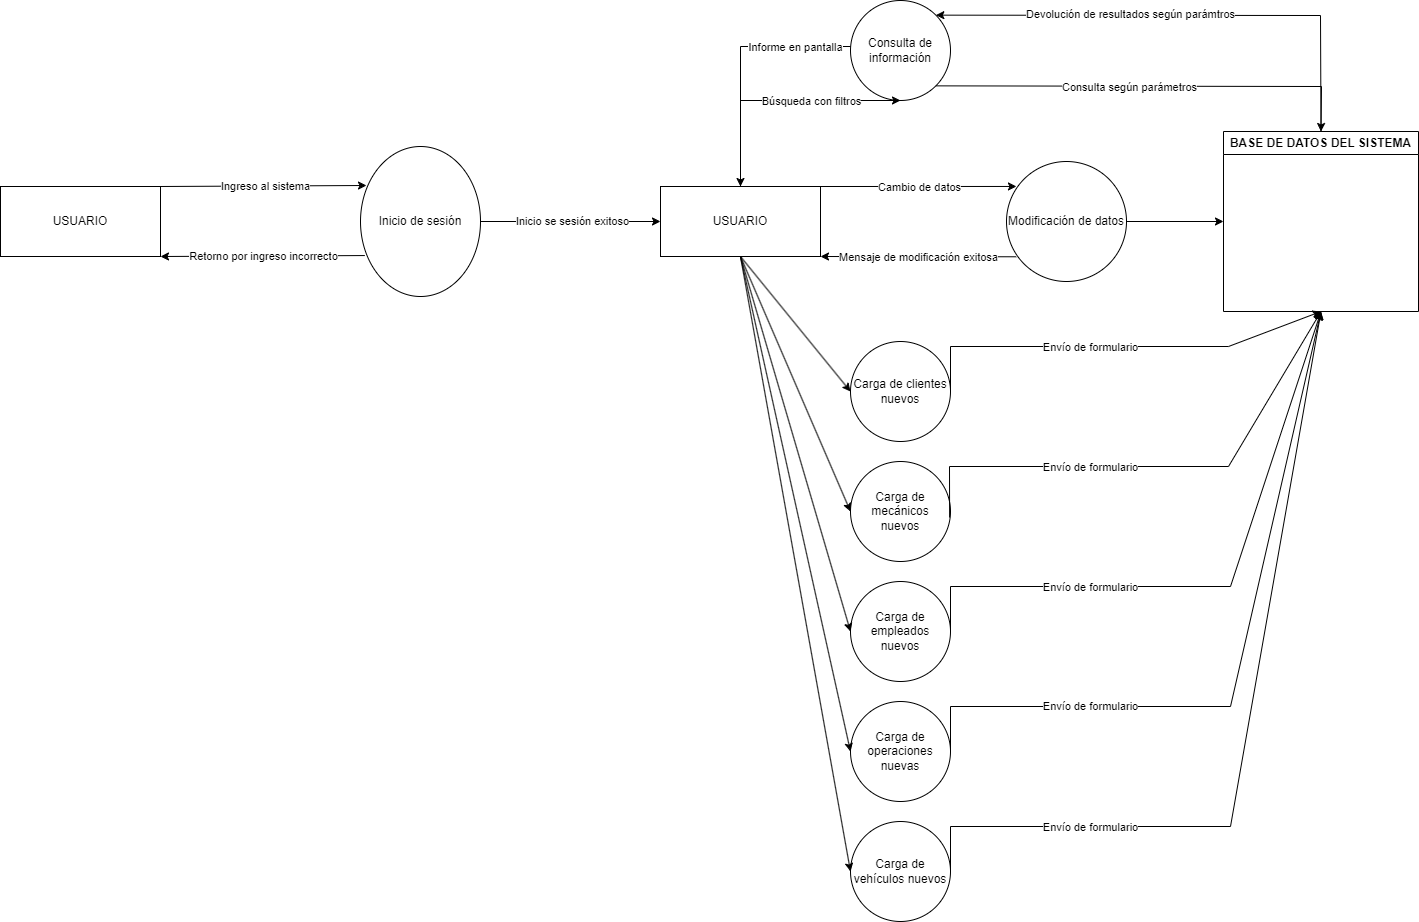 Devolución de resultados según parámtros
Consulta de
información
Informe en pantalla
Consulta según parámetros
Búsqueda con filtros
BASE DE DATOS DEL SISTEMA
Ingreso al sistema
Cambio de datos
USUARIO
Inicio de sesión
Inicio se sesión exitoso
USUARIO
Modificación de datos
Retorno por ingreso incorrecto
Mensaje de modificación exitosa
Envío de formulario
Carga de clientes
nuevos
Envío de formulario
Carga de
mecánicos
nuevos
Envío de formulario
Carga de
empleados
nuevos
Envío de formulario
Carga de
operaciones
nuevas
Envío de formulario
Carga de
vehículos nuevos